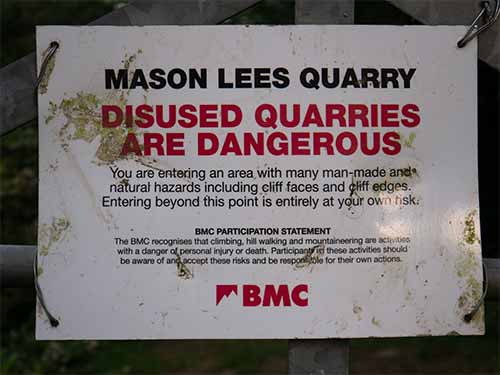 MASON LEES QUARRY
DISUSED QUARRIES
ARE DANGEROUS
You are entering an area with many man-made and
natural hazards including cliff faces and cliff edges.
Entering beyond this point is entirely at your own risk.
BMC PARTICIPATION STATEMENT
The BMC recognises that climbing, hill walking and mountaineering are activities
with a danger of personal injury or death. Participants in these activities should
be aware of and accept these risks and be responsible for their own actions.
BMC